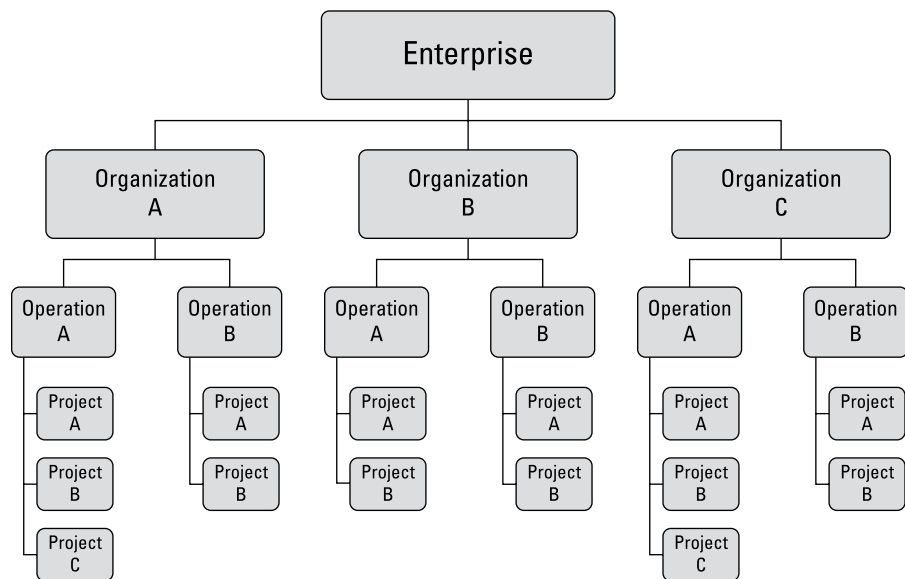 Enterprise
Organization
A
Organization
B
Organization
C
Operation
A
Operation
B
Operation
A
Operation
B
Operation
A
Operation
B
Project
A
Project
A
Project
A
Project
A
Project
A
Project
A
Project
B
Project
B
Project
B
Project
B
Project
B
Project
B
Project
C
Project
C